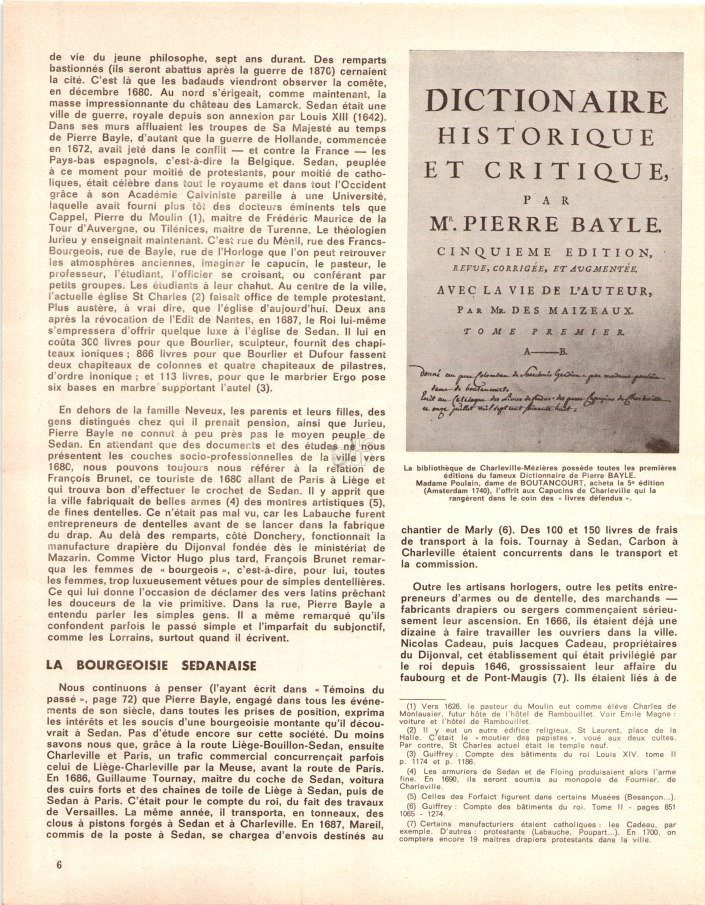 de vie du jeune philosophe, sept ans durant. Des remparts
bastionnés (ils seront abattus après la guerre de 1870) cernaient
la cité. C'est là que les badauds viendront observer la comête,
en décembre 1680. Au nord s'érigeait, comme maintenant, la
masse impressionnante du château des Lamarck. Sedan était une
ville de guerre, royale depuis son annexion par Louis XIII (1642).
Dans ses murs affluaient les troupes de Sa Majesté au temps
de Pierre Bayle, d'autant que la guerre de Hollande, commencée
en 1672, avait jeté dans le conflit — et contre la France — les
Pays-bas espagnols, c'est-à-dire la Belgique. Sedan, peuplée
à ce moment pour moitié de protestants, pour moitié de catho-
liques, était célèbre dans tout le royaume et dans tout l'Occident
grâce à son Académie Calviniste pareille à une Université,
laquelle avait fourni plus tôt des docteurs éminents tels que
Cappel, Pierre du Moulin (1), maître de Frédéric Maurice de la
Tour d'Auvergne, ou Tilénices, maître de Turenne. Le théologien
Jurieu y enseignait maintenant. C'est rue du Ménil, rue des Francs-
Bourgeois, rue de Bayle, rue de l'Horloge que l'on peut retrouver
les atmosphères anciennes, imaginer le capucin, le pasteur, le
professeur, l'étudiant, l'officier se croisant, ou conférant par
petits groupes. Les étudiants à leur chahut. Au centre de la ville,
l'actuelle église St Charles (2) faisait office de temple protestant.
Plus austère, à vrai dire, que l'église d'aujourd'hui. Deux ans
après la révocation de l'Edit de Nantes, en 1687, le Roi lui-même
s'empressera d'offrir quelque luxe à l'église de Sedan. Il lui en
coûta 300 livres pour que Bourlier, sculpteur, fournit des chapi-
teaux ioniques ; 866 livres pour que Bourlier et Dufour fassent
deux chapiteaux de colonnes et quatre chapiteaux de pilastres,
d'ordre inonique ; et 113 livres, pour que le marbrier Ergo pose
six bases en marbre supportant l'autel (3).
En dehors de la famille Neveux, les parents et leurs filles, des
gens distingués chez qui il prenait pension, ainsi que Jurieu,
Pierre Bayle ne connut à peu près pas le moyen peuple de
Sedan. En attendant que des documents et des études ne nous
présentent les couches socio-professionnelles de la ville vers
1680, nous pouvons toujours nous référer à la relation de
François Brunet, ce touriste de 1680 allant de Paris à Liège et
qui trouva bon d'effectuer le crochet de Sedan. Il y apprit que
la ville fabriquait de belles armes (4) des montres artistiques (5),
de fines dentelles. Ce n'était pas mal vu, car les Labauche furent
entrepreneurs de dentelles avant de se lancer dans la fabrique
du drap. Au delà des remparts, côté Donchery, fonctionnait la
manufacture drapière du Dijonval fondée dès le ministériat de
Mazarin. Comme Victor Hugo plus tard, François Brunet remar-
qua les femmes de « bourgeois », c'est-à-dire, pour lui, toutes
les femmes, trop luxueusement vêtues pour de simples dentellières.
Ce qui lui donne l'occasion de déclamer des vers latins prêchant
les douceurs de la vie primitive. Dans la rue, Pierre Bayle a
entendu parler les simples gens. Il a même remarqué qu'ils
confondent parfois le passé simple et l'imparfait du subjonctif,
comme les Lorrains, surtout quand il écrivent.
LA BOURGEOISIE SEDANAISE
Nous continuons à penser (l'ayant écrit dans « Témoins du
passé », page 72) que Pierre Bayle, engagé dans tous les événe-
ments de son siècle, dans toutes les prises de position, exprima
les intérêts et les soucis d'une bourgeoisie montante qu'il décou-
vrait à Sedan. Pas d'étude encore sur cette société. Du moins
savons nous que, grâce à la route Liège-Bouillon-Sedan, ensuite
Charleville et Paris, un trafic commercial concurrençait parfois
celui de Liège-Charleville par la Meuse, avant la route de Paris.
En 1686, Guillaume Tournay, maître du coche de Sedan, voitura
des cuirs forts et des chaînes de toile de Liège à Sedan, puis de
Sedan à Paris. C'était pour le compte du roi, du fait des travaux
de Versailles. La même année, il transporta, en tonneaux, des
clous à pistons forgés à Sedan et à Charleville. En 1687, Mareil,
commis de la poste à Sedan, se chargea d'envois destinés au
6
DICTIONAIRE
HISTORIQUE
ET CRITIQUE,
PAR
MR. PIERRE BAYLE.
CINQUIEME EDITION,
REVUE, CORRIGÉE, ET AUGMENTÉE.
AVEC LA VIE DE L'AUTEUR,
PAR MR. DES MAIZEAUX.
TOME PREMIER.
A——B.
donné
par madame
dame de boutancourt
Ecrit au Catalogue des Livres
des peres Capucins de Charleville
ce onze juillet mil sept cent soixante huit.
La bibliothèque de Charleville-Mézières possède toutes les premières
éditions du fameux Dictionnaire de Pierre BAYLE.
Madame Poulain, dame de BOUTANCOURT, acheta la 5e édition
(Amsterdam 1740), l'offrit aux Capucins de Charleville qui la
rangèrent dans le coin des « livres défendus ».
chantier de Marly (6). Des 100 et 150 livres de frais
de transport à la fois. Tournay à Sedan, Carbon à
Charleville étaient concurrents dans le transport et
la commission.
Outre les artisans horlogers, outre les petits entre-
preneurs d'armes ou de dentelle, des marchands —
fabricants drapiers ou sergers commençaient sérieu-
sement leur ascension. En 1666, ils étaient déjà une
dizaine à faire travailler les ouvriers dans la ville.
Nicolas Cadeau, puis Jacques Cadeau, propriétaires
du Dijonval, cet établissement qui était privilégié par
le roi depuis 1646, grossissaient leur affaire du
faubourg et de Pont-Maugis (7). Ils étaient liés à de
(1) Vers 1626, le pasteur du Moulin eut comme élève Charles de
Monlausier, futur hôte de l'hôtel de Rambouillet. Voir Emile Magne :
voiture et l'hôtel de Rambouillet.
(2) Il y eut un autre édifice religieux, St Laurent, place de la
Halle. C'était le « moutier des papistes », voué aux deux cultes.
Par contre, St Charles actuel était le temple neuf.
(3) Guiffrey : Compte des bâtiments du roi Louis XIV. tome II
p. 1174 et p. 1186.
(4) Les armuriers de Sedan et de Floing produisaient alors l'arme
fine. En 1690, ils seront soumis au monopole de Fournier, de
Charleville.
(5) Celles des Forfaict figurent dans certains Musées (Besançon...).
(6) Guiffrey : Compte des bâtiments du roi. Tome II - pages 851
1065 - 1274.
(7) Certains manufacturiers étaient catholiques : les Cadeau, par
exemple. D'autres : protestants (Labauche, Poupart...). En 1700, on
comptera encore 19 maîtres drapiers protestants dans la ville.